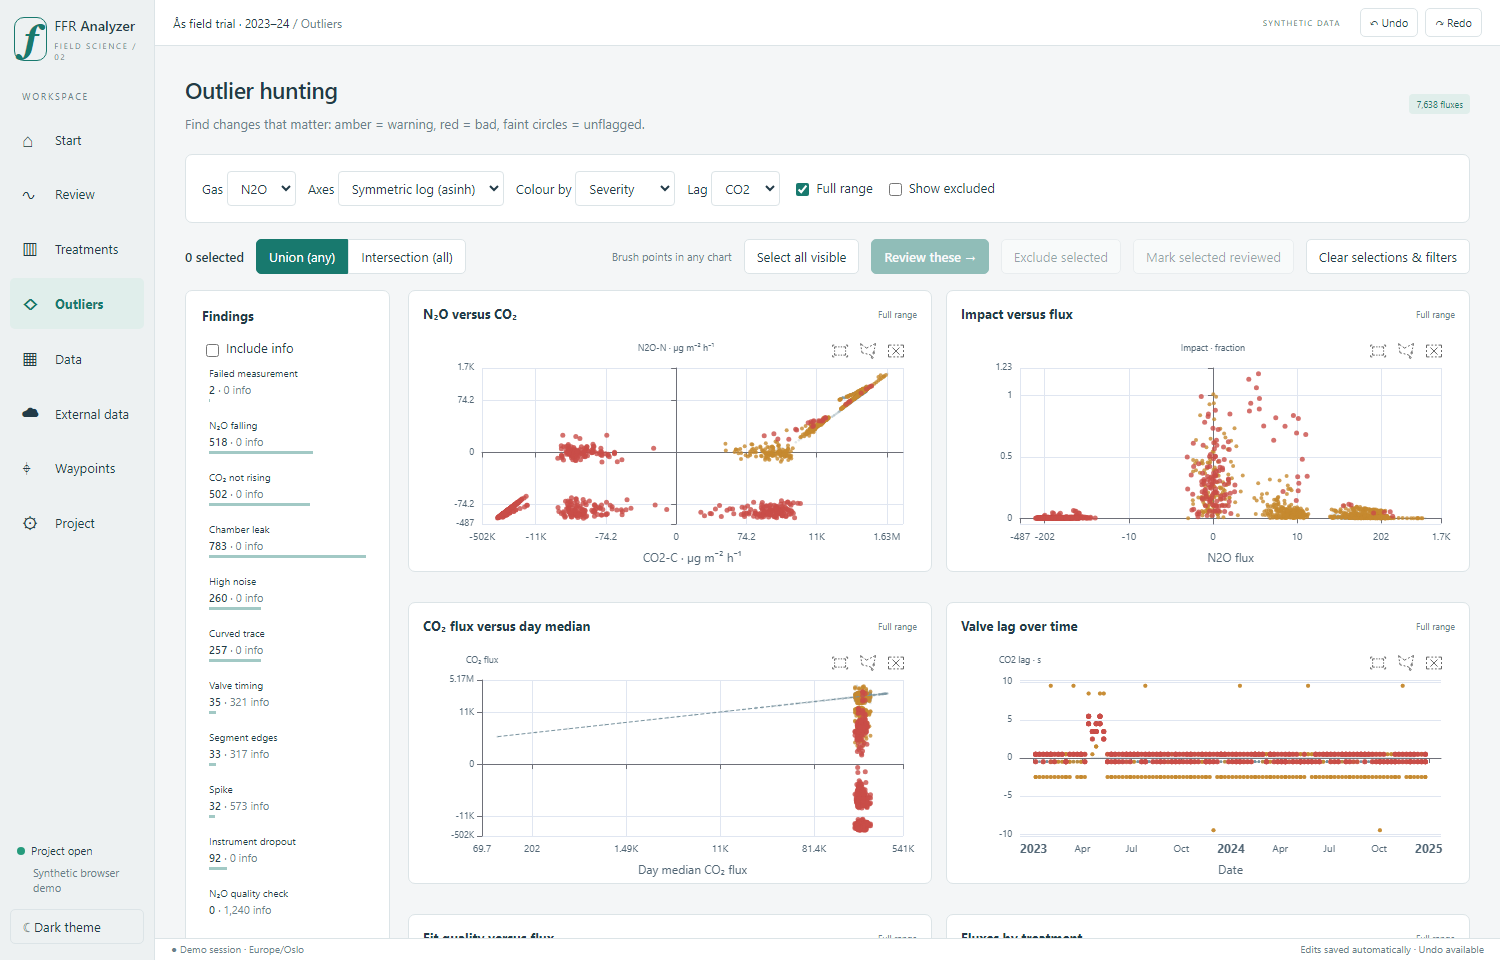 FFR Analyzer
FIELD SCIENCE /
02
WORKSPACE
Start
Review
Treatments
Outliers
Data
External data
Waypoints
Project
Project open
Synthetic browser
demo
☾ Dark theme
Ås field trial · 2023–24 / Outliers
SYNTHETIC DATA
↶ Undo
↷ Redo
Outlier hunting
Find changes that matter: amber = warning, red = bad, faint circles = unflagged.
7,638 fluxes
Gas N2O Axes Symmetric log (asinh) Colour by Severity Lag CO2 Full range Show excluded
0 selected Union (any) Intersection (all) Brush points in any chart Select all visible Review these → Exclude selected Mark selected reviewed Clear selections & filters
Findings
Include info
Failed measurement
2 · 0 info
N₂O falling
518 · 0 info
CO₂ not rising
502 · 0 info
Chamber leak
783 · 0 info
High noise
260 · 0 info
Curved trace
257 · 0 info
Valve timing
35 · 321 info
Segment edges
33 · 317 info
Spike
32 · 573 info
Instrument dropout
92 · 0 info
N₂O quality check
0 · 1,240 info
N₂O versus CO₂
Full range
N2O-N · µg m⁻² h⁻¹
1.7K
74.2
0
-74.2
-487
-502K -11K -74.2 0 74.2 11K 1.63M
CO2-C · µg m⁻² h⁻¹
Impact versus flux
Full range
Impact · fraction
1.23
1
0.5
0
-487 -202 -10 0 10 202 1.7K
N2O flux
CO₂ flux versus day median
Full range
CO₂ flux
5.17M
11K
0
-11K
-502K
69.7 202 1.49K 11K 81.4K 541K
Day median CO₂ flux
Valve lag over time
Full range
CO2 lag · s
10
5
0
-5
-10
2023 Apr Jul Oct 2024 Apr Jul Oct 2025
Date
Fit quality versus flux
Full range
Fluxes by treatment
Full range
Demo session · Europe/Oslo
Edits saved automatically · Undo available